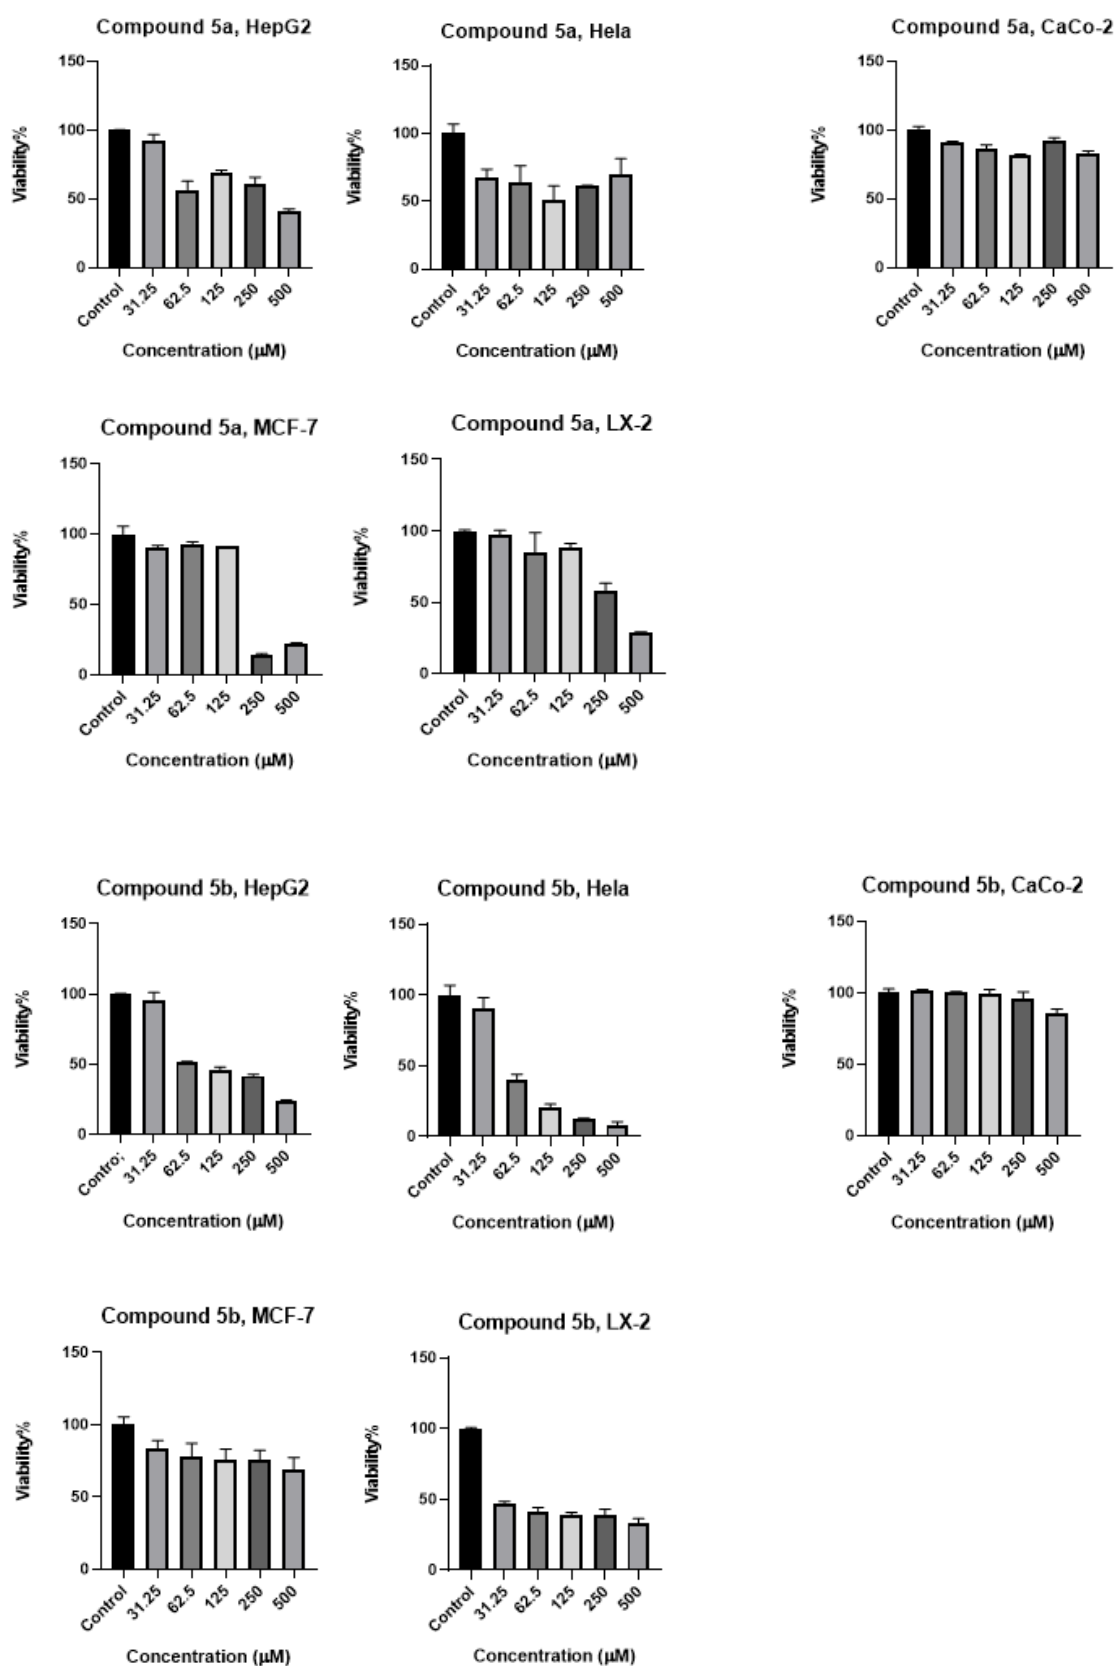 Compound 5a, HepG2
Viability%
150
100
50
0
Control
31.25
62.5
125
250
500
Concentration (µM)
Compound 5a, Hela
Viability%
150
100
50
0
Control
31.25
62.5
125
250
500
Concentration (µM)
Compound 5a, CaCo-2
Viability%
150
100
50
0
Control
31.25
62.5
125
250
500
Concentration (µM)
Compound 5a, MCF-7
Viability%
150
100
50
0
Control
31.25
62.5
125
250
500
Concentration (µM)
Compound 5a, LX-2
Viability%
150
100
50
0
Control
31.25
62.5
125
250
500
Concentration (µM)
Compound 5b, HepG2
Viability%
150
100
50
0
Contro;
31.25
62.5
125
250
500
Concentration (µM)
Compound 5b, Hela
Viability%
150
100
50
0
Control
31.25
62.5
125
250
500
Concentration (µM)
Compound 5b, CaCo-2
Viability%
150
100
50
0
Control
31.25
62.5
125
250
500
Concentration (µM)
Compound 5b, MCF-7
Viability%
150
100
50
0
Control
31.25
62.5
125
250
500
Concentration (µM)
Compound 5b, LX-2
Viability%
150
100
50
0
Control
31.25
62.5
125
250
500
Concentration (µM)